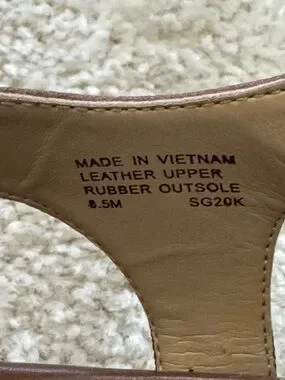 MADE IN VIETNAM
LEATHER UPPER
RUBBER OUTSOLE
8.5M SG20K